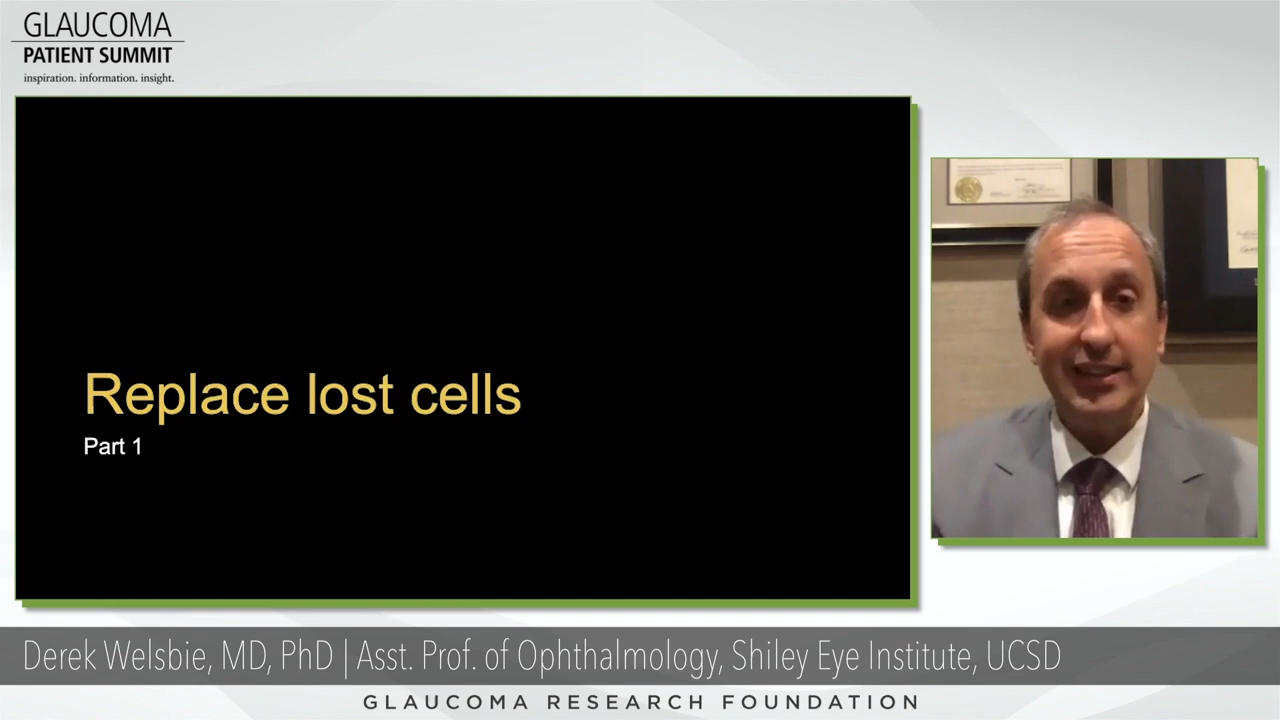 GLAUCOMA
PATIENT SUMMIT
inspiration. information. insight.
Replace lost cells
Part 1
Derek Welsbie, MD, PhD | Asst. Prof. of Ophthalmology, Shiley Eye Institute, UCSD
GLAUCOMA RESEARCH FOUNDATION